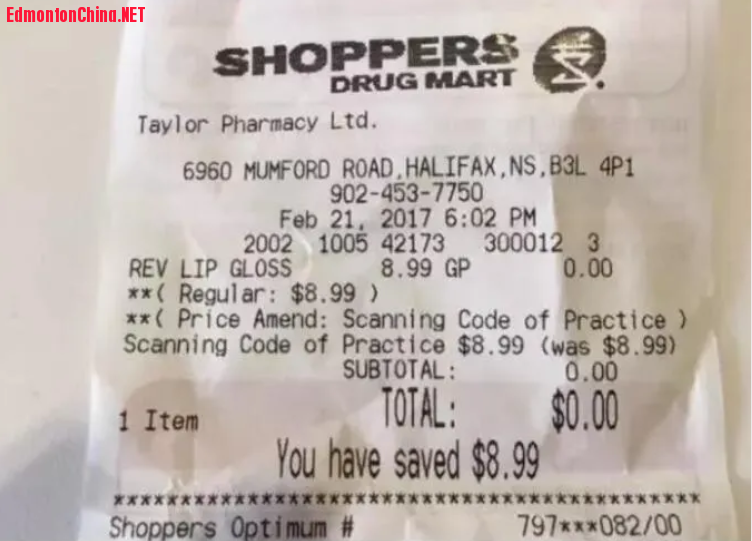 EdmontonChina.NET
SHOPPERS
DRUG MART
Taylor Pharmacy Ltd.
6960 MUMFORD ROAD,HALIFAX,NS,B3L 4P1
902-453-7750
Feb 21, 2017 6:02 PM
2002 1005 42173 300012 3
REV LIP GLOSS 8.99 GP 0.00
**( Regular: $8.99 )
**( Price Amend: Scanning Code of Practice )
Scanning Code of Practice $8.99 (was $8.99)
SUBTOTAL: 0.00
1 Item TOTAL: $0.00
You have saved $8.99
********************************************
Shoppers Optimum # 797***082/00